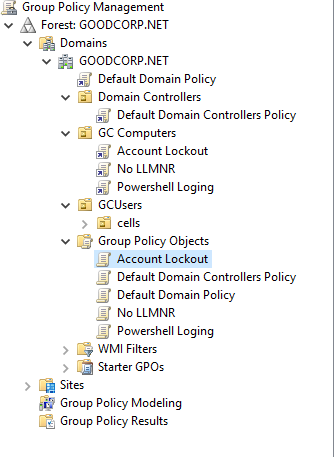 Group Policy Management
Forest: GOODCORP.NET
Domains
GOODCORP.NET
Default Domain Policy
Domain Controllers
Default Domain Controllers Policy
GC Computers
Account Lockout
No LLMNR
Powershell Loging
GCUsers
cells
Group Policy Objects
Account Lockout
Default Domain Controllers Policy
Default Domain Policy
No LLMNR
Powershell Loging
WMI Filters
Starter GPOs
Sites
Group Policy Modeling
Group Policy Results